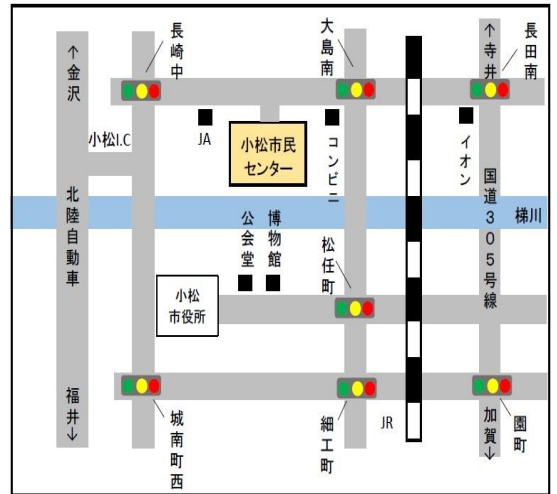 ↑金沢
長崎中
大島南
↑寺井
長田南
小松I.C
JA
小松市民
センター
コンビニ
イオン
北陸自動車
国道305号線
梯川
公会堂
博物館
松任町
小松
市役所
福井↓
城南町西
細工町
JR
加賀↓
園町